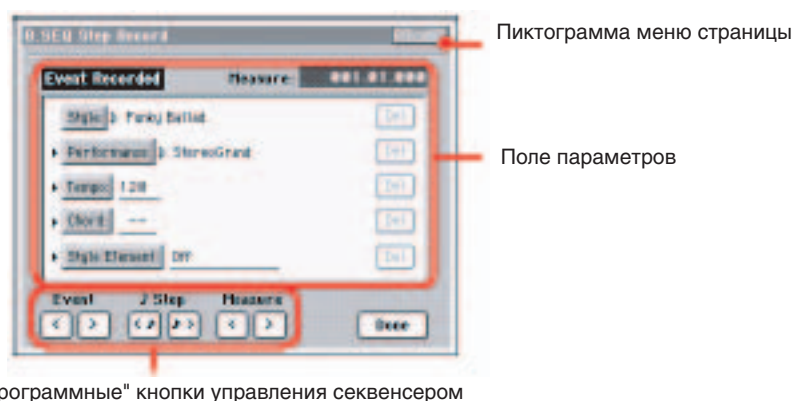 B.SEQ Step Record
Пиктограмма меню страницы
Event Recorded Measure: 001.01.000
Style Funky Ballad
Del
Performance StereoGrand
Del
Поле параметров
Tempo: 120
Del
Chord: --
Del
Style Element: Off
Del
Event Step Measure
< > < > < >
Done
рограммные" кнопки управления секвенсером